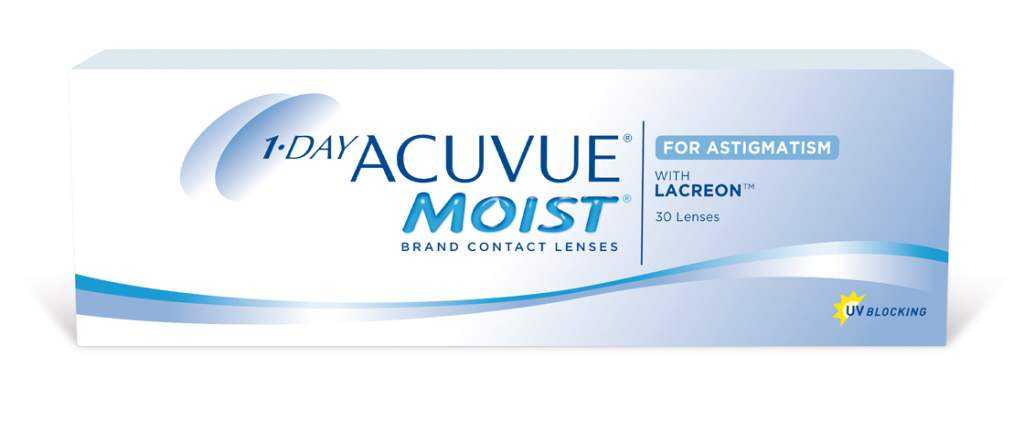 1·DAY ACUVUE®
MOIST®
BRAND CONTACT LENSES
FOR ASTIGMATISM
WITH
LACREON™
30 Lenses
UV BLOCKING